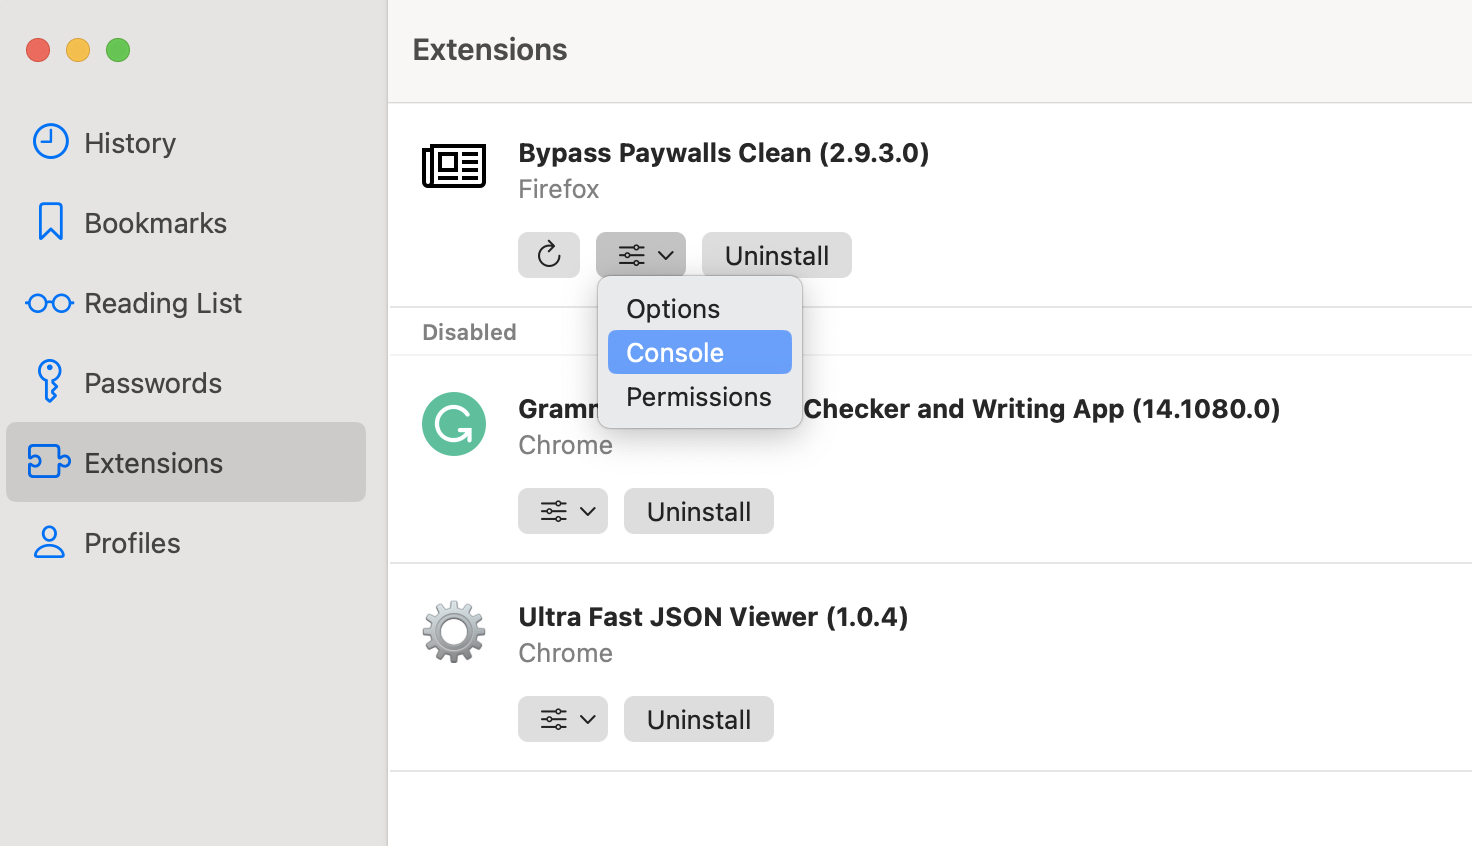 History
Bookmarks
Reading List
Passwords
Extensions
Profiles
Extensions
Bypass Paywalls Clean (2.9.3.0)
Firefox
Uninstall
Options
Console
Permissions
Disabled
Checker and Writing App (14.1080.0)
Chrome
Uninstall
Ultra Fast JSON Viewer (1.0.4)
Chrome
Uninstall